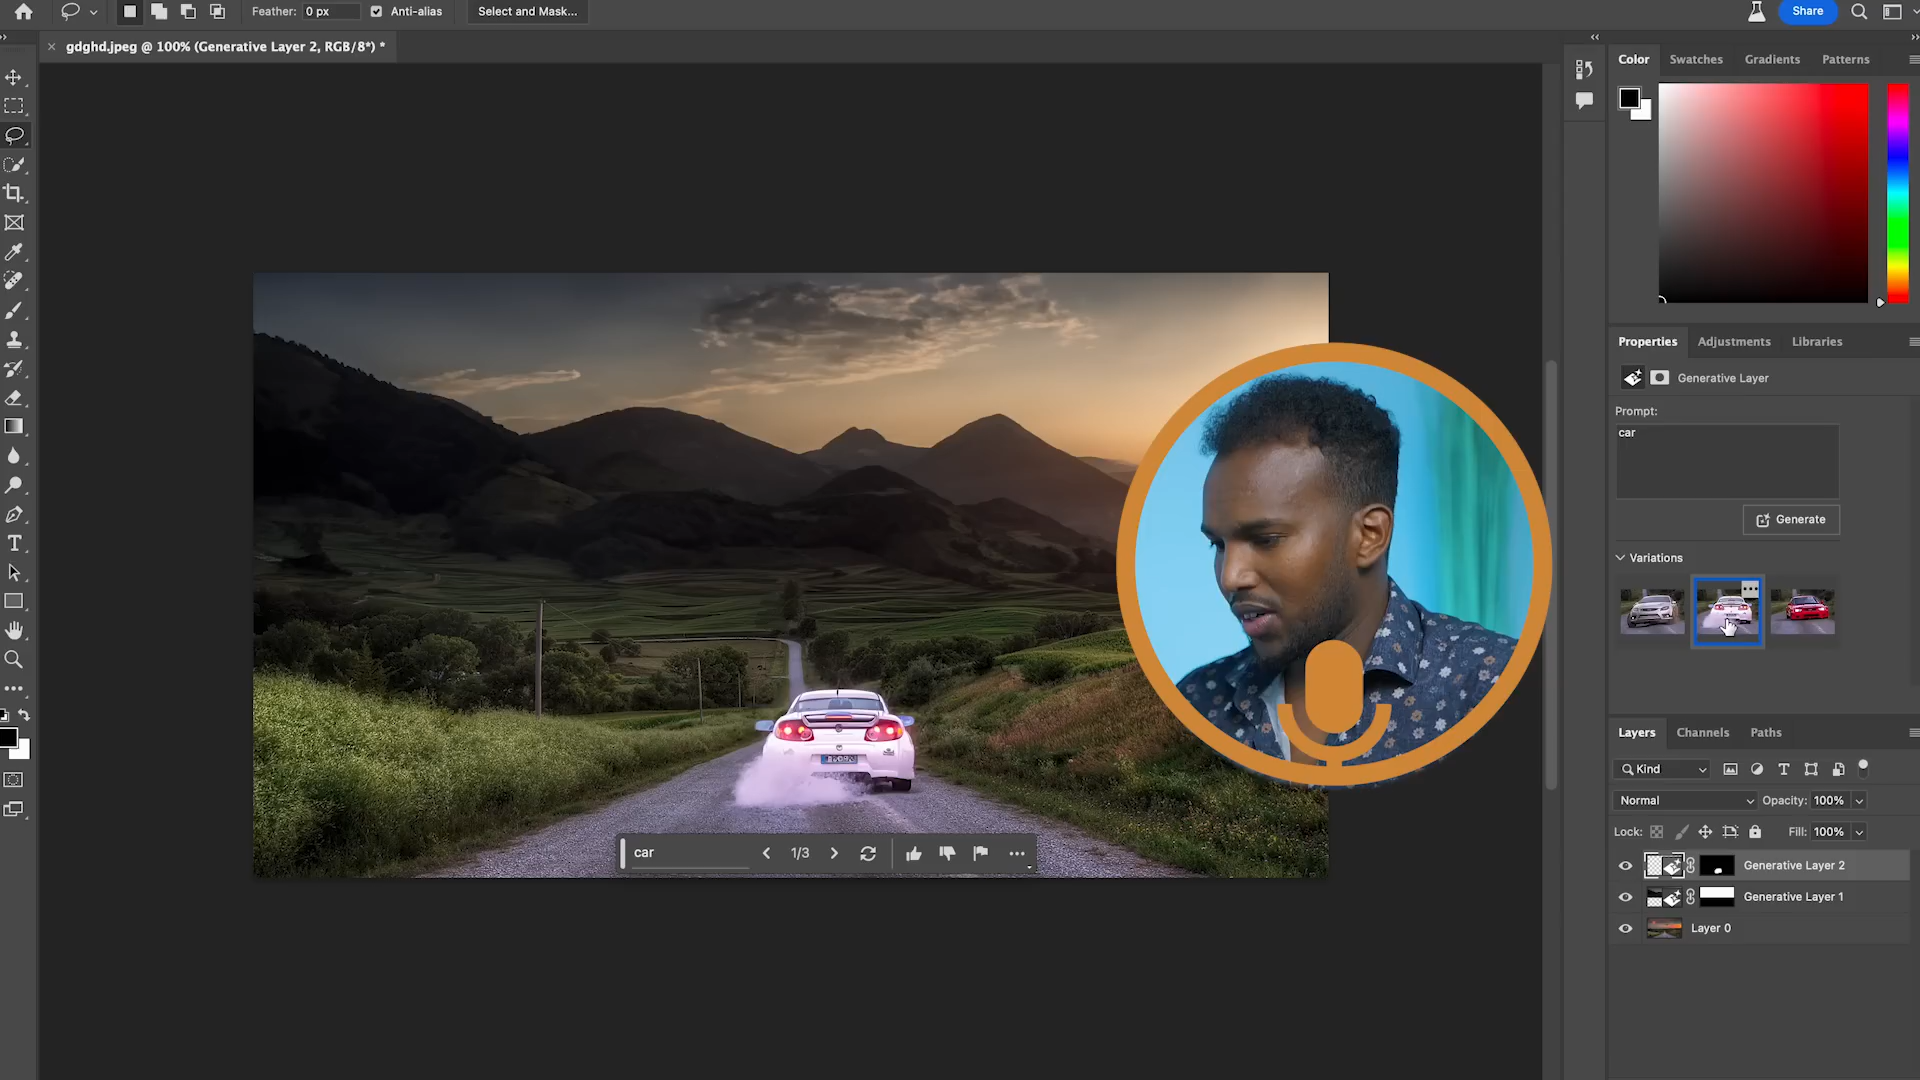 Feather: 0 px Anti-alias Select and Mask... Share
gdghd.jpeg @ 100% (Generative Layer 2, RGB/8*) *
Color Swatches Gradients Patterns
Properties Adjustments Libraries
Generative Layer
Prompt:
car
Generate
Variations
Layers Channels Paths
Kind
Normal Opacity: 100%
Lock: Fill: 100%
car 1/3
Generative Layer 2
Generative Layer 1
Layer 0